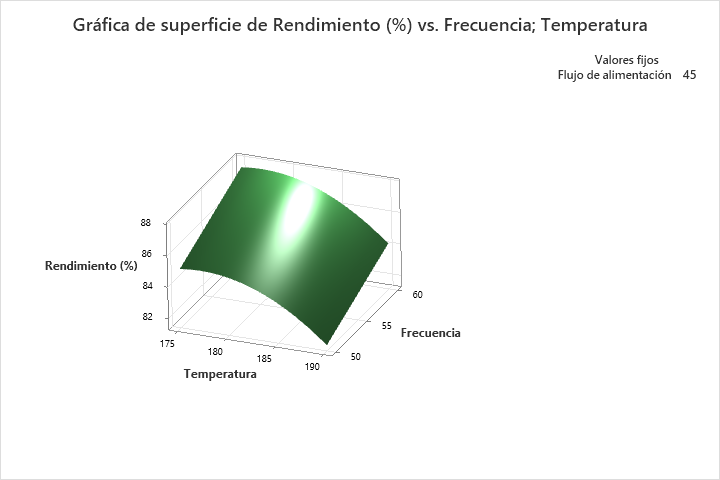 Gráfica de superficie de Rendimiento (%) vs. Frecuencia; Temperatura
Valores fijos
Flujo de alimentación 45
88
86
84
82
Rendimiento (%)
175
180
185
190
Temperatura
50
55
60
Frecuencia